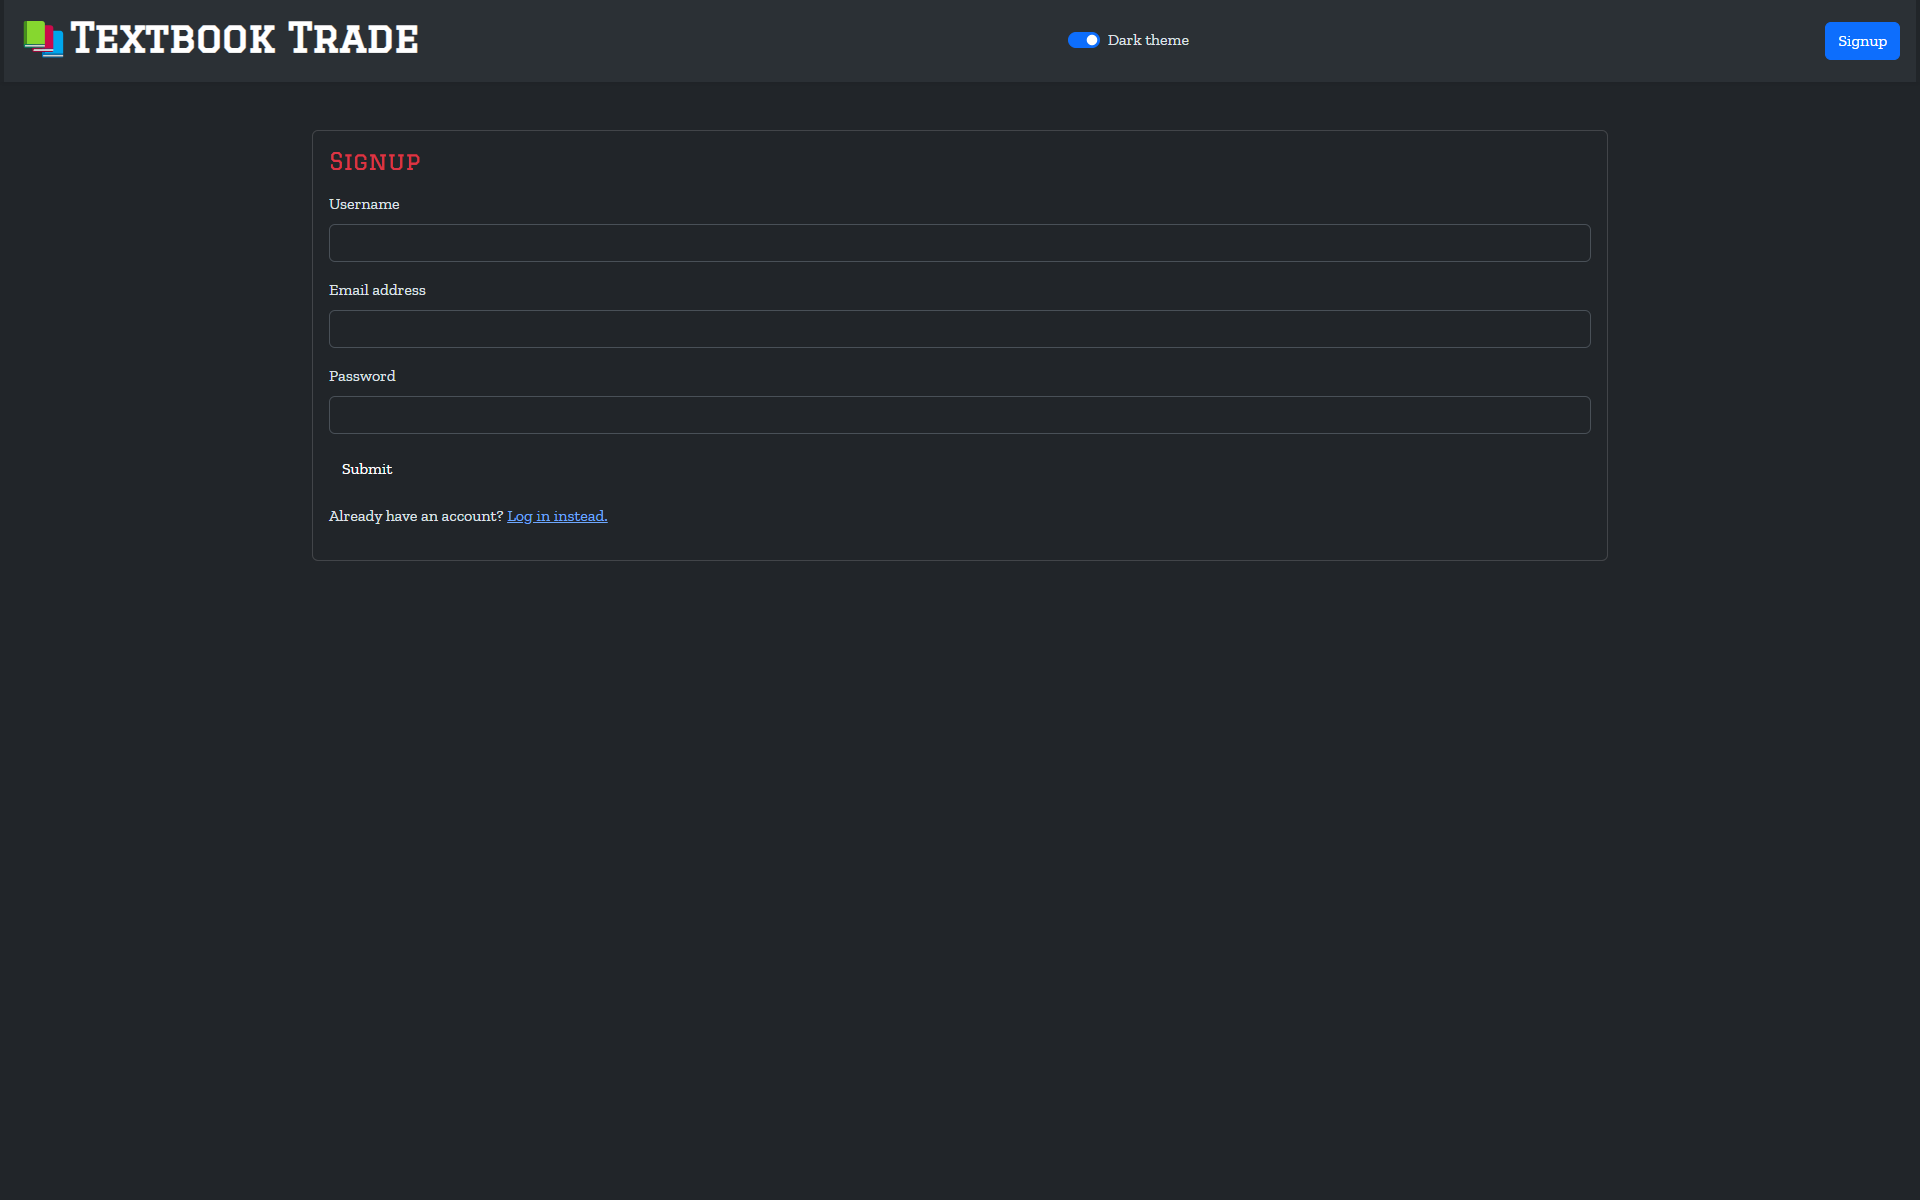 Textbook Trade
Dark theme
Signup
Signup
Username
Email address
Password
Submit
Already have an account? Log in instead.